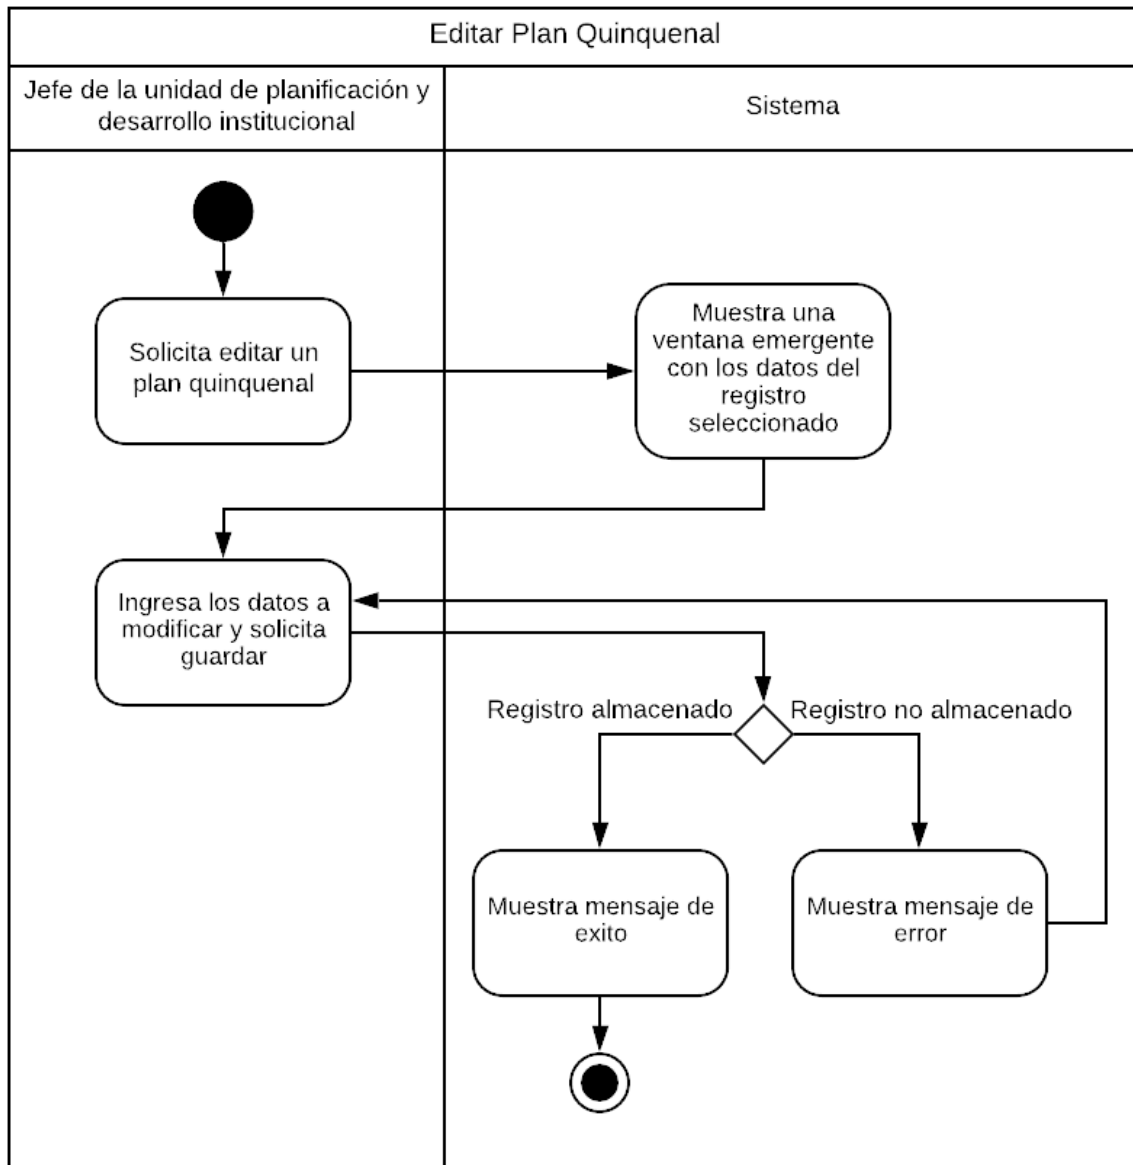 Editar Plan Quinquenal
Jefe de la unidad de planificación y
desarrollo institucional
Sistema
Solicita editar un
plan quinquenal
Muestra una
ventana emergente
con los datos del
registro
seleccionado
Ingresa los datos a
modificar y solicita
guardar
Registro almacenado
Registro no almacenado
Muestra mensaje de
exito
Muestra mensaje de
error